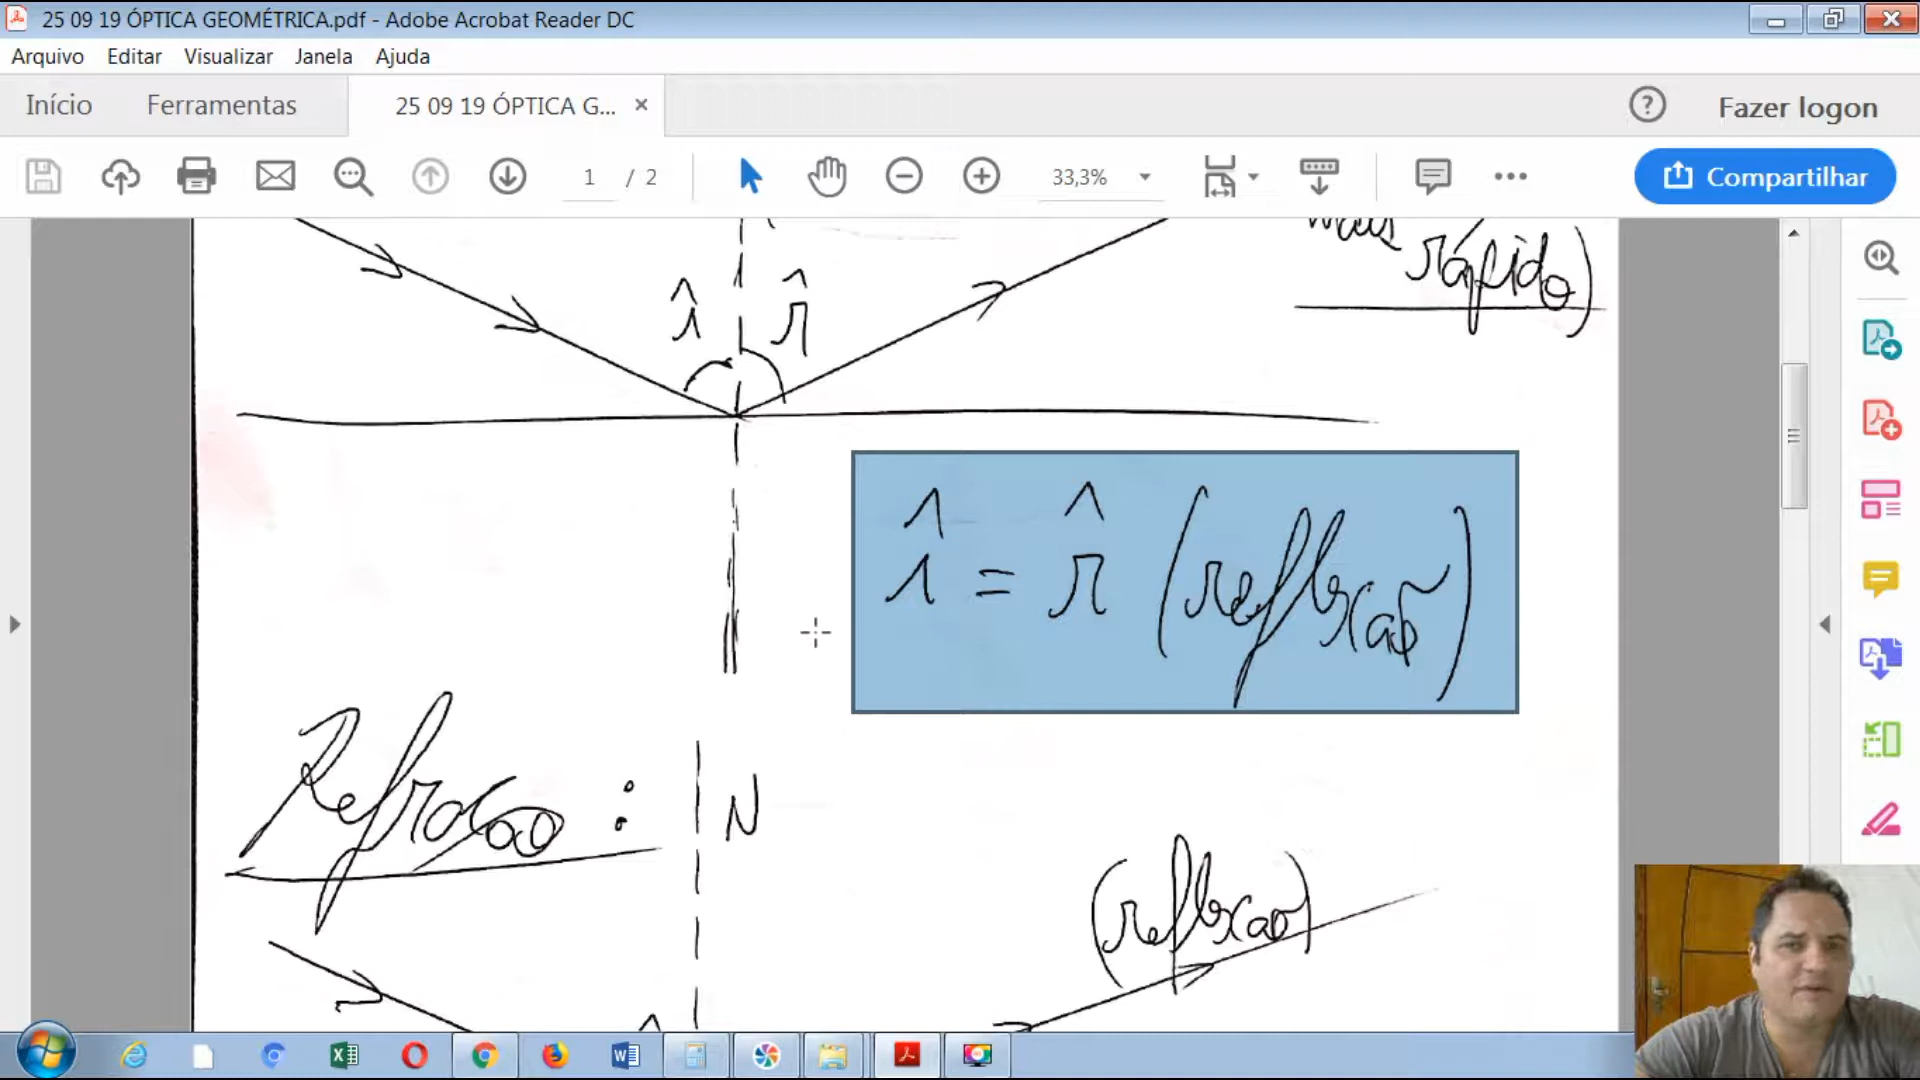 25 09 19 ÓPTICA GEOMÉTRICA.pdf - Adobe Acrobat Reader DC
Arquivo Editar Visualizar Janela Ajuda
Início Ferramentas 25 09 19 ÓPTICA G... × Fazer logon
1 / 2 33,3% Compartilhar
mais
rápido)
î r̂
î = r̂ (reflexão)
Refração : N
(reflexão)